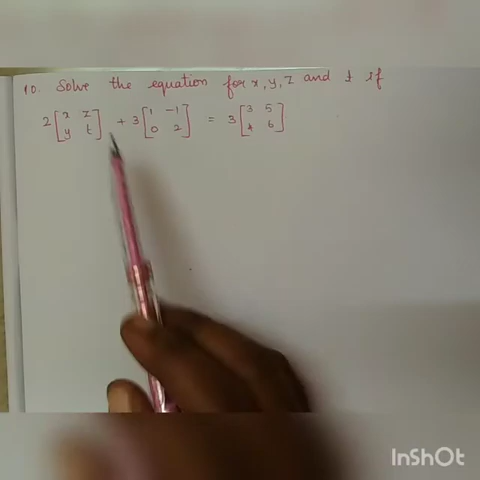 10. Solve the equation for x, y, z and t if
2 [ x z ] + 3 [ 1 -1 ] = 3 [ 3 5 ]
[ y t ] [ 0 2 ] [ 4 6 ]
InShOt